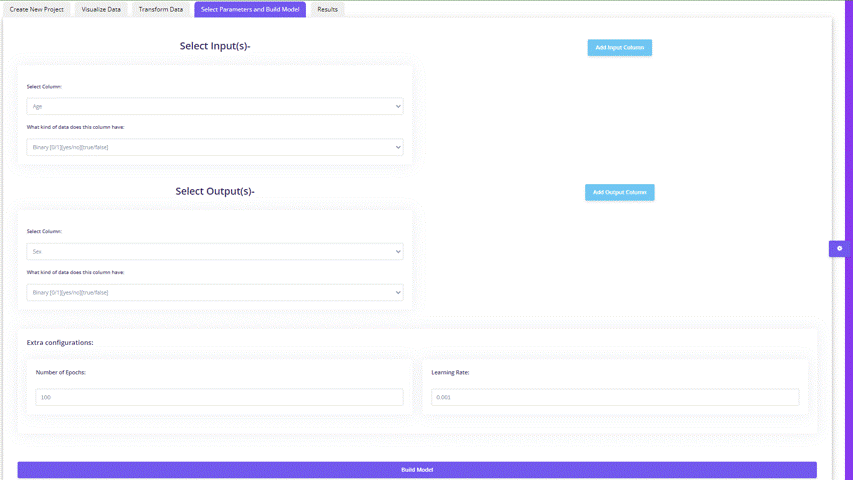 Create New Project
Visualize Data
Transform Data
Select Parameters and Build Model
Results
Select Input(s)-
Add Input Column
Select Column:
Age
What kind of data does this column have:
Binary [0/1][yes/no][true/false]
Select Output(s)-
Add Output Column
Select Column:
Sex
What kind of data does this column have:
Binary [0/1][yes/no][true/false]
Extra configurations:
Number of Epochs:
Learning Rate:
100
0.001
Build Model